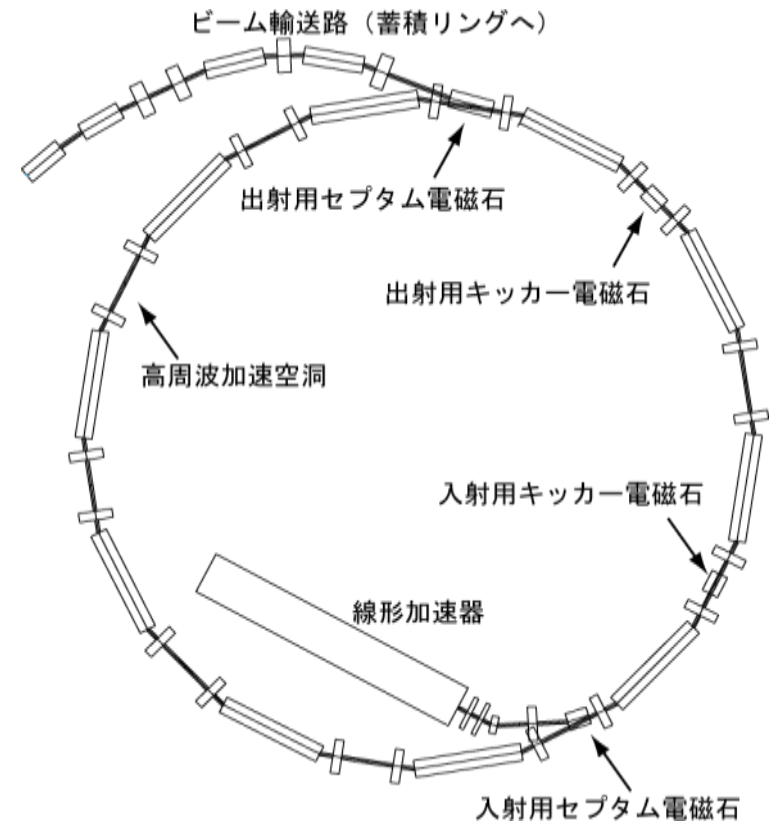 ビーム輸送路（蓄積リングへ）
出射用セプタム電磁石
出射用キッカー電磁石
高周波加速空洞
入射用キッカー電磁石
線形加速器
入射用セプタム電磁石